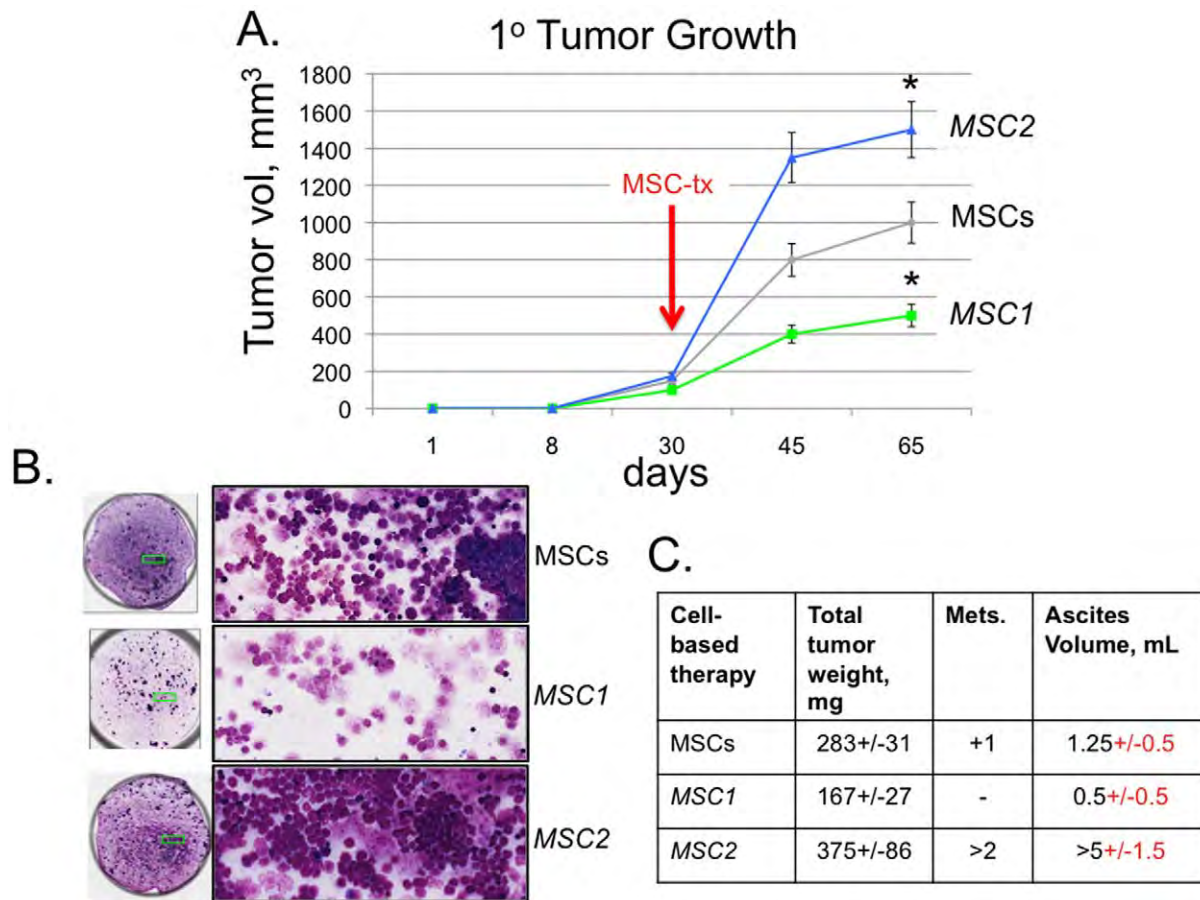 A.
1º Tumor Growth
Tumor vol, mm³
1800
1600
1400
1200
1000
800
600
400
200
0
MSC-tx
*
MSC2
MSCs
*
MSC1
1 8 30 45 65
days
B.
MSCs
MSC1
MSC2
C.
Cell-based therapy Total tumor weight, mg Mets. Ascites Volume, mL
MSCs 283+/-31 +1 1.25+/-0.5
MSC1 167+/-27 - 0.5+/-0.5
MSC2 375+/-86 >2 >5+/-1.5